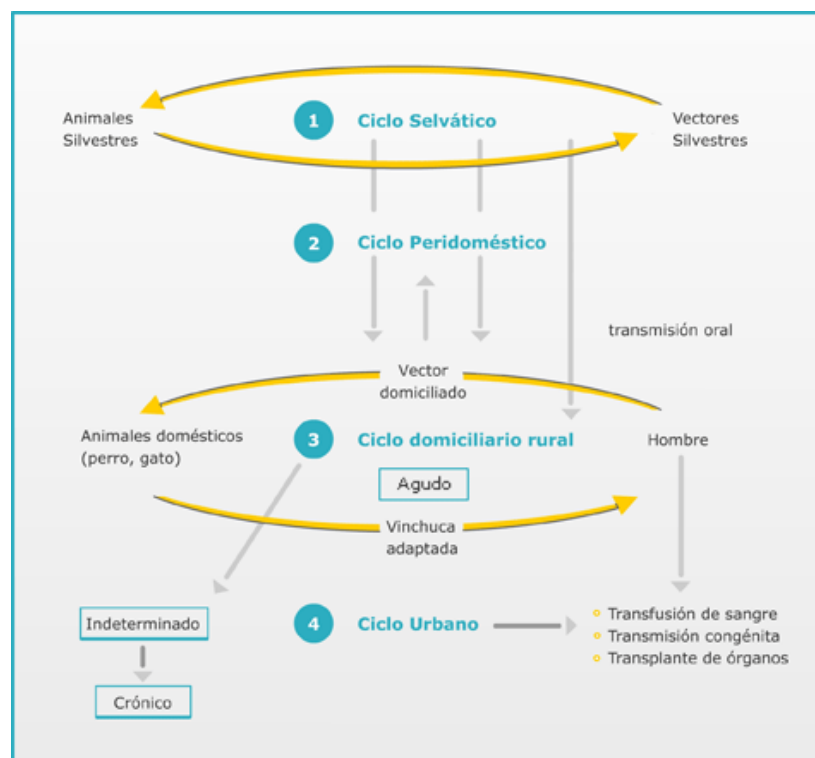 Animales
Silvestres
1 Ciclo Selvático
Vectores
Silvestres
2 Ciclo Peridoméstico
transmisión oral
Vector
domiciliado
Animales domésticos
(perro, gato)
3 Ciclo domiciliario rural
Hombre
Agudo
Vinchuca
adaptada
Indeterminado
4 Ciclo Urbano
Transfusión de sangre
Transmisión congénita
Transplante de órganos
Crónico